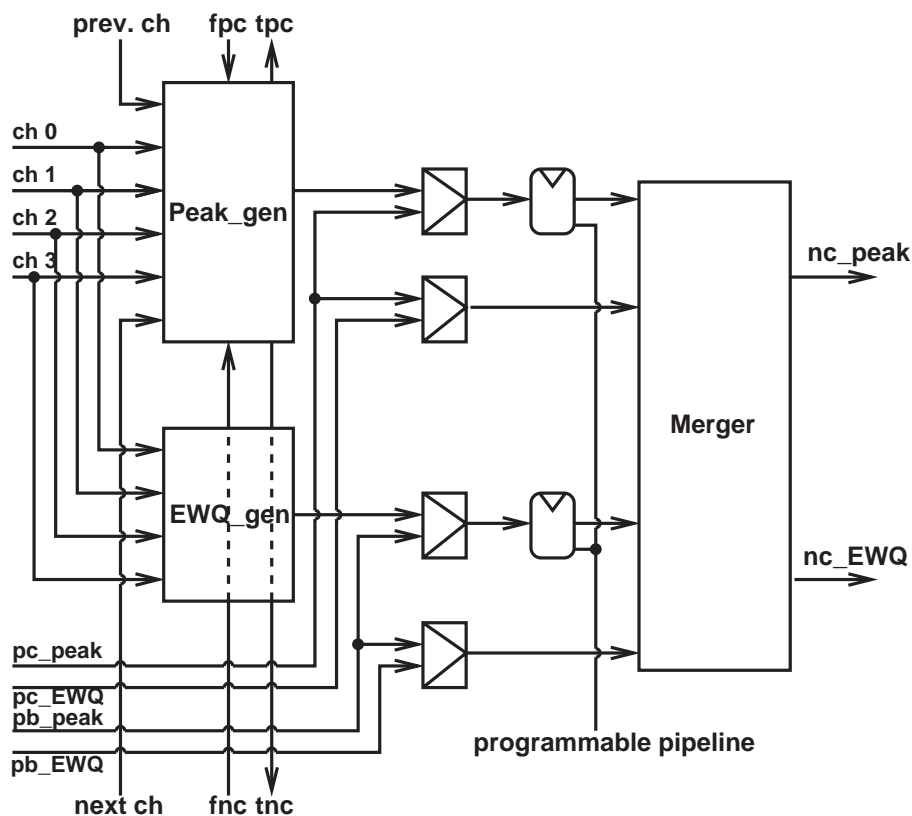 prev. ch
fpc tpc
ch 0
ch 1
ch 2
ch 3
Peak_gen
nc_peak
Merger
EWQ_gen
nc_EWQ
pc_peak
pc_EWQ
pb_peak
pb_EWQ
programmable pipeline
next ch
fnc tnc